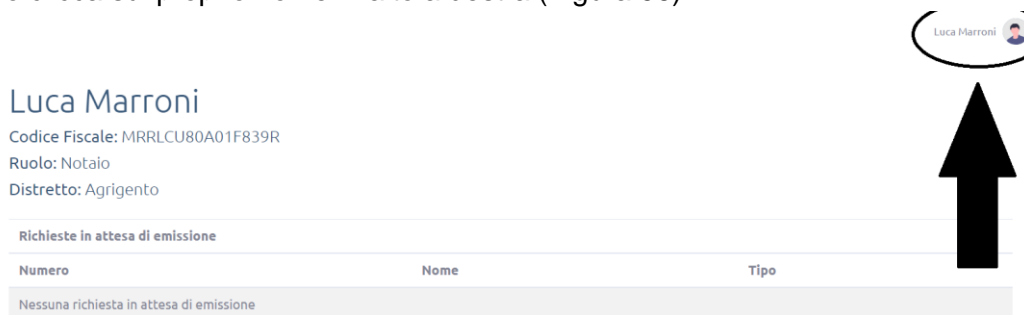 Luca Marroni
Luca Marroni
Codice Fiscale: MRRLCU80A01F839R
Ruolo: Notaio
Distretto: Agrigento
Richieste in attesa di emissione
Numero Nome Tipo
Nessuna richiesta in attesa di emissione